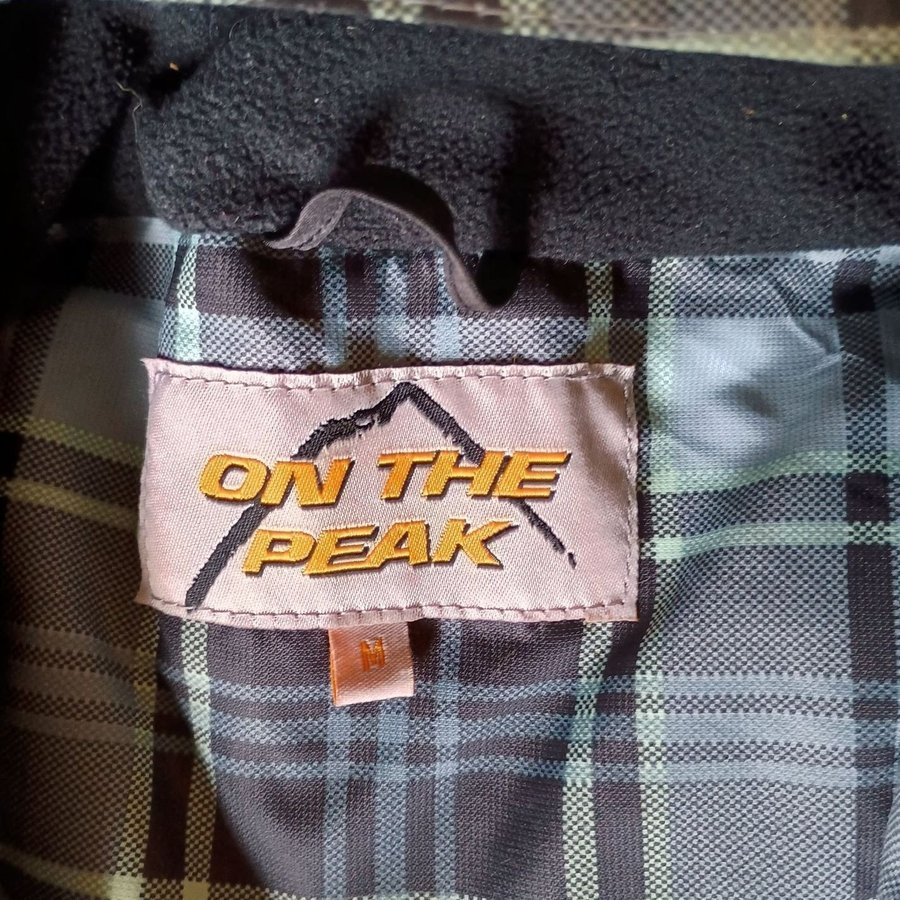 ON THE
PEAK
M